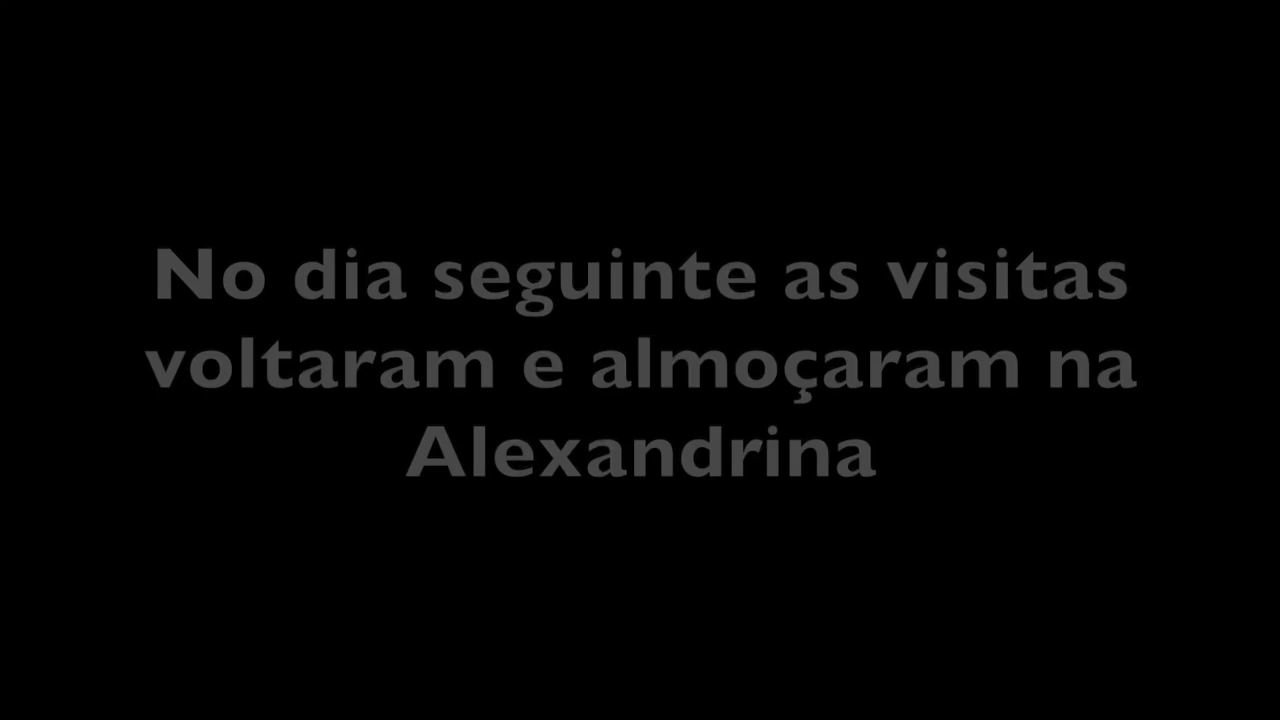 No dia seguinte as visitas
voltaram e almoçaram na
Alexandrina